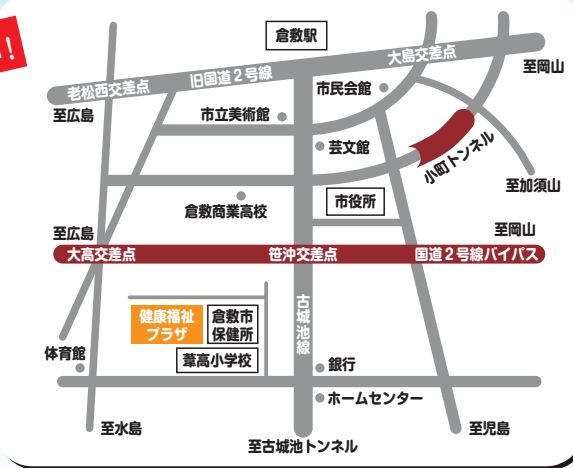 !
倉敷駅
大島交差点
至岡山
旧国道2号線
老松西交差点
至広島
市民会館
市立美術館
芸文館
小町トンネル
至加須山
倉敷商業高校
市役所
至広島
至岡山
大高交差点
笹沖交差点
国道2号線バイパス
古城池線
健康福祉
プラザ
倉敷市
保健所
葦高小学校
体育館
銀行
ホームセンター
至水島
至古城池トンネル
至児島